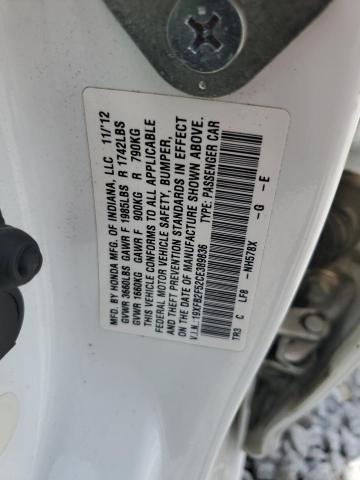 MFD. BY HONDA MFG. OF INDIANA, LLC 11/'12
GVWR 3660LBS GAWR F 1985LBS R 1742LBS
GVWR 1660KG GAWR F 900KG R 790KG
THIS VEHICLE CONFORMS TO ALL APPLICABLE
FEDERAL MOTOR VEHICLE SAFETY, BUMPER,
AND THEFT PREVENTION STANDARDS IN EFFECT
ON THE DATE OF MANUFACTURE SHOWN ABOVE.
V.I.N.: 19XFB2F52CE389836 TYPE: PASSENGER CAR
TR3 C LF8 -NH578X -G -E